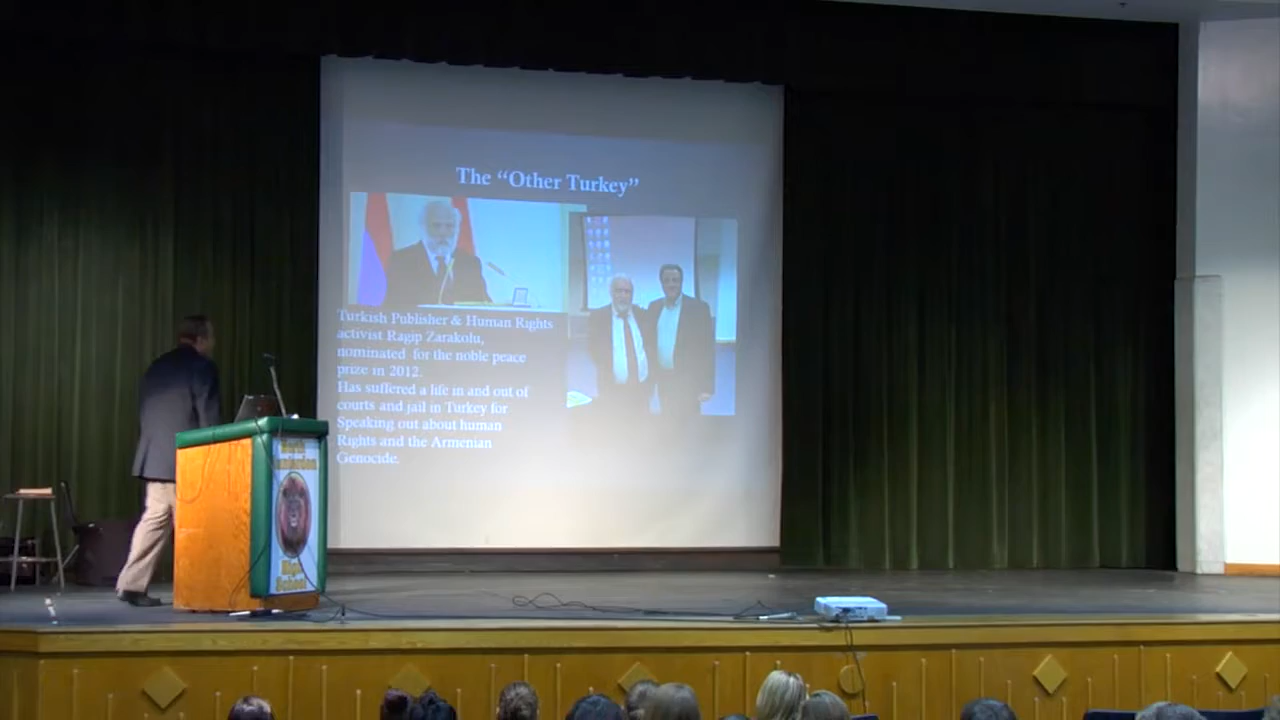 The “Other Turkey”
Turkish Publisher & Human Rights
activist Ragip Zarakolu,
nominated for the noble peace
prize in 2012.
Has suffered a life in and out of
courts and jail in Turkey for
Speaking out about human
Rights and the Armenian
Genocide.
High
School